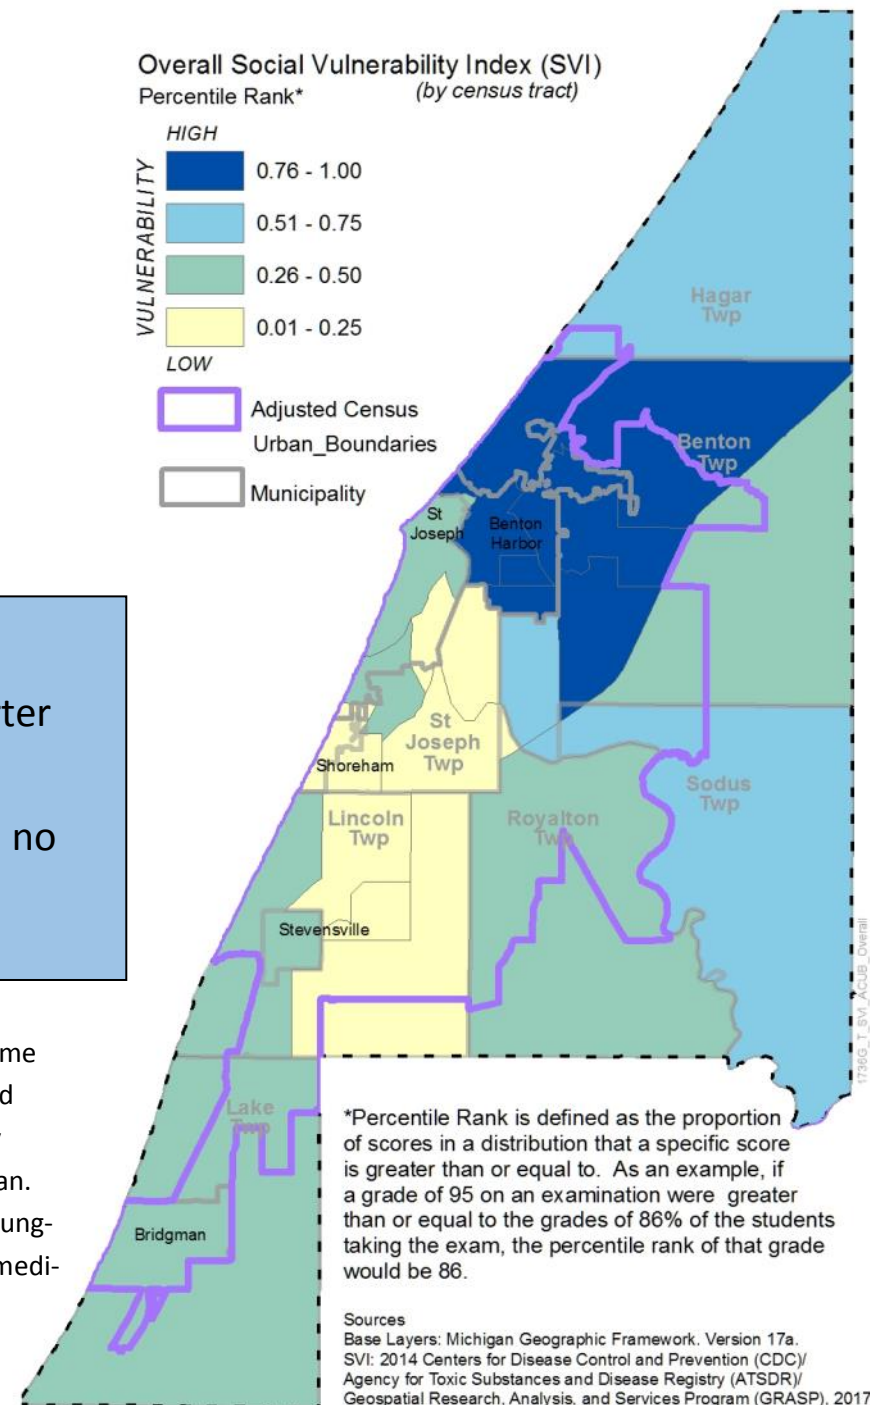 Overall Social Vulnerability Index (SVI)
Percentile Rank*
(by census tract)
HIGH
VULNERABILITY
0.76 - 1.00
0.51 - 0.75
0.26 - 0.50
0.01 - 0.25
LOW
Adjusted Census
Urban_Boundaries
Municipality
Hagar
Twp
Benton
Twp
St
Joseph
Benton
Harbor
St
Joseph
Twp
Shoreham
Sodus
Twp
Lincoln
Twp
Royalton
Twp
Stevensville
Lake
Twp
Bridgman
ter
no
me
d
an.
ung-
medi-
*Percentile Rank is defined as the proportion
of scores in a distribution that a specific score
is greater than or equal to. As an example, if
a grade of 95 on an examination were greater
than or equal to the grades of 86% of the students
taking the exam, the percentile rank of that grade
would be 86.
Sources
Base Layers: Michigan Geographic Framework. Version 17a.
SVI: 2014 Centers for Disease Control and Prevention (CDC)/
Agency for Toxic Substances and Disease Registry (ATSDR)/
Geospatial Research, Analysis, and Services Program (GRASP), 2017
1736G_T_SVI_ACUB_Overall